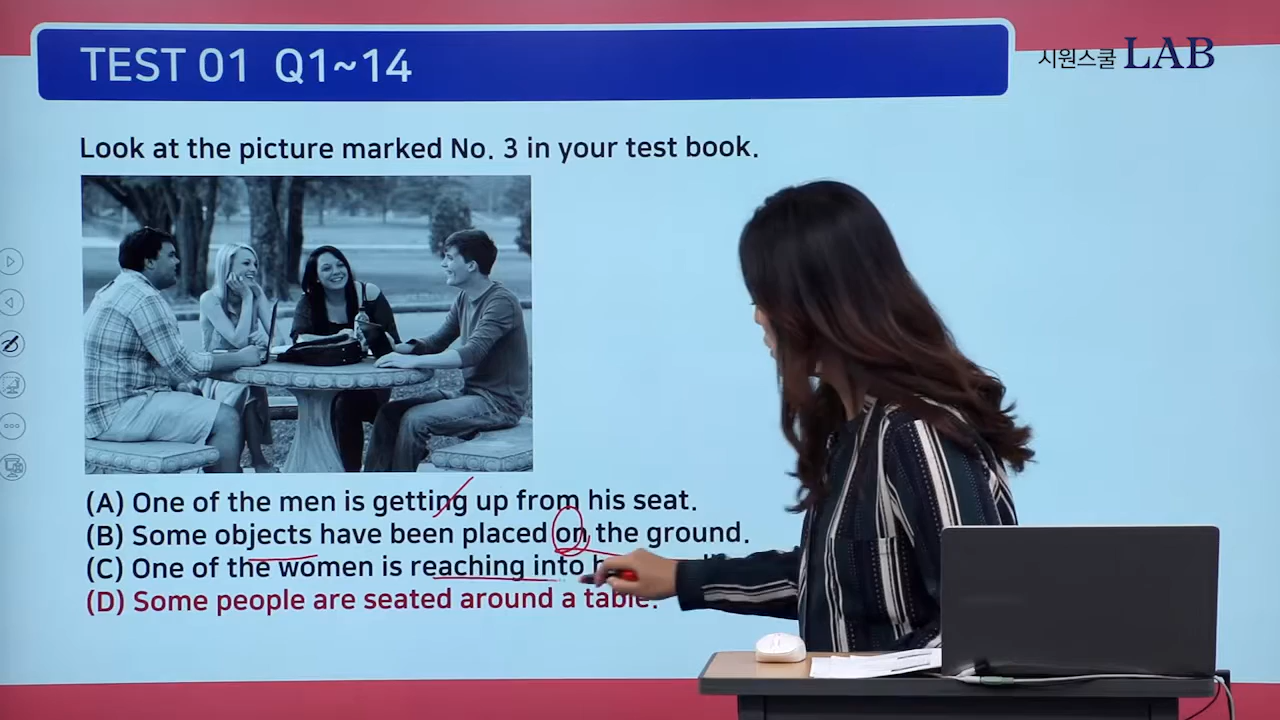 TEST 01 Q1~14
시원스쿨 LAB
Look at the picture marked No. 3 in your test book.
(A) One of the men is getting up from his seat.
(B) Some objects have been placed on the ground.
(C) One of the women is reaching into
(D) Some people are seated around a table.